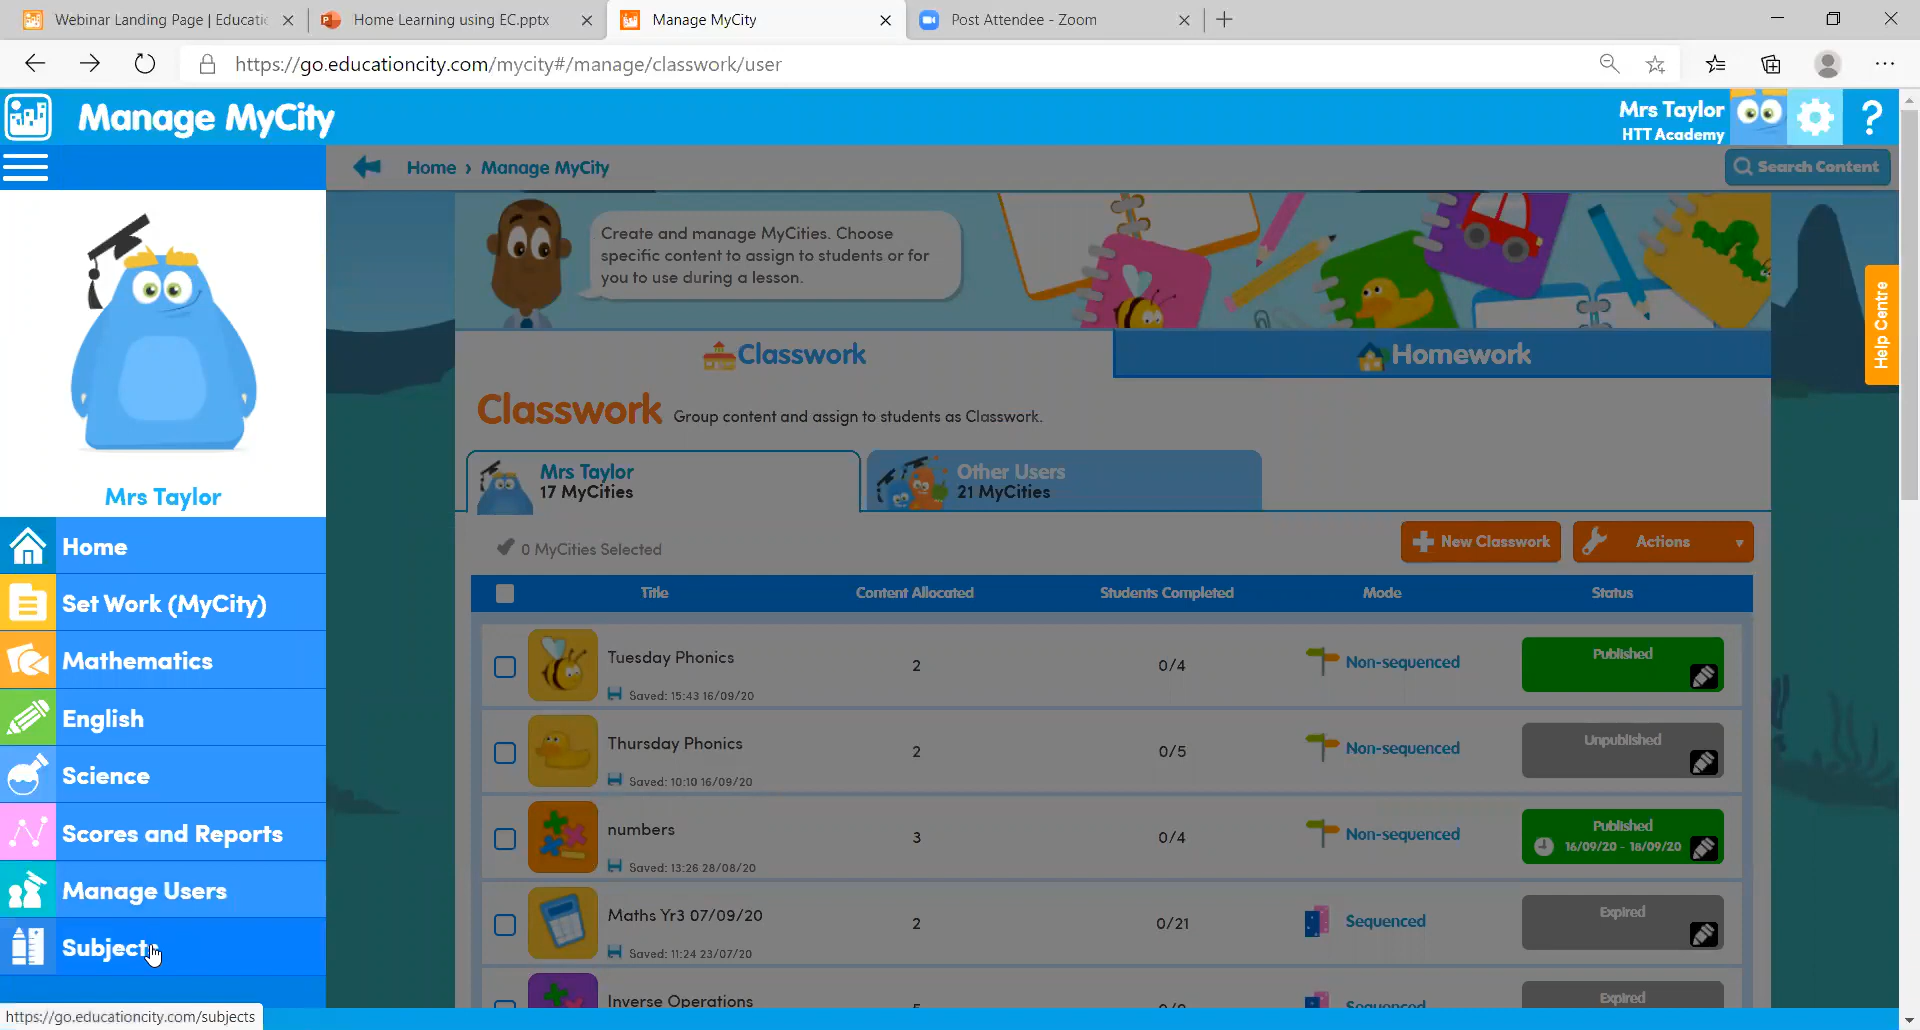 Webinar Landing Page | Educatic
Home Learning using EC.pptx
Manage MyCity
Post Attendee - Zoom
https://go.educationcity.com/mycity#/manage/classwork/user
Manage MyCity
Mrs Taylor
HTT Academy
?
Home › Manage MyCity
Search Content
Create and manage MyCities. Choose
specific content to assign to students or for
you to use during a lesson.
Help Centre
Classwork
Homework
Classwork Group content and assign to students as Classwork.
Mrs Taylor
17 MyCities
Other Users
21 MyCities
0 MyCities Selected
New Classwork
Actions
Title Content Allocated Students Completed Mode Status
Tuesday Phonics 2 0/4 Non-sequenced Published
Saved: 15:43 16/09/20
Thursday Phonics 2 0/5 Non-sequenced Unpublished
Saved: 10:10 16/09/20
numbers 3 0/4 Non-sequenced Published
16/09/20 - 18/09/20
Saved: 13:26 28/08/20
Maths Yr3 07/09/20 2 0/21 Sequenced Expired
Saved: 11:24 23/07/20
Inverse Operations Sequenced Expired
Mrs Taylor
Home
Set Work (MyCity)
Mathematics
English
Science
Scores and Reports
Manage Users
Subjects
https://go.educationcity.com/subjects